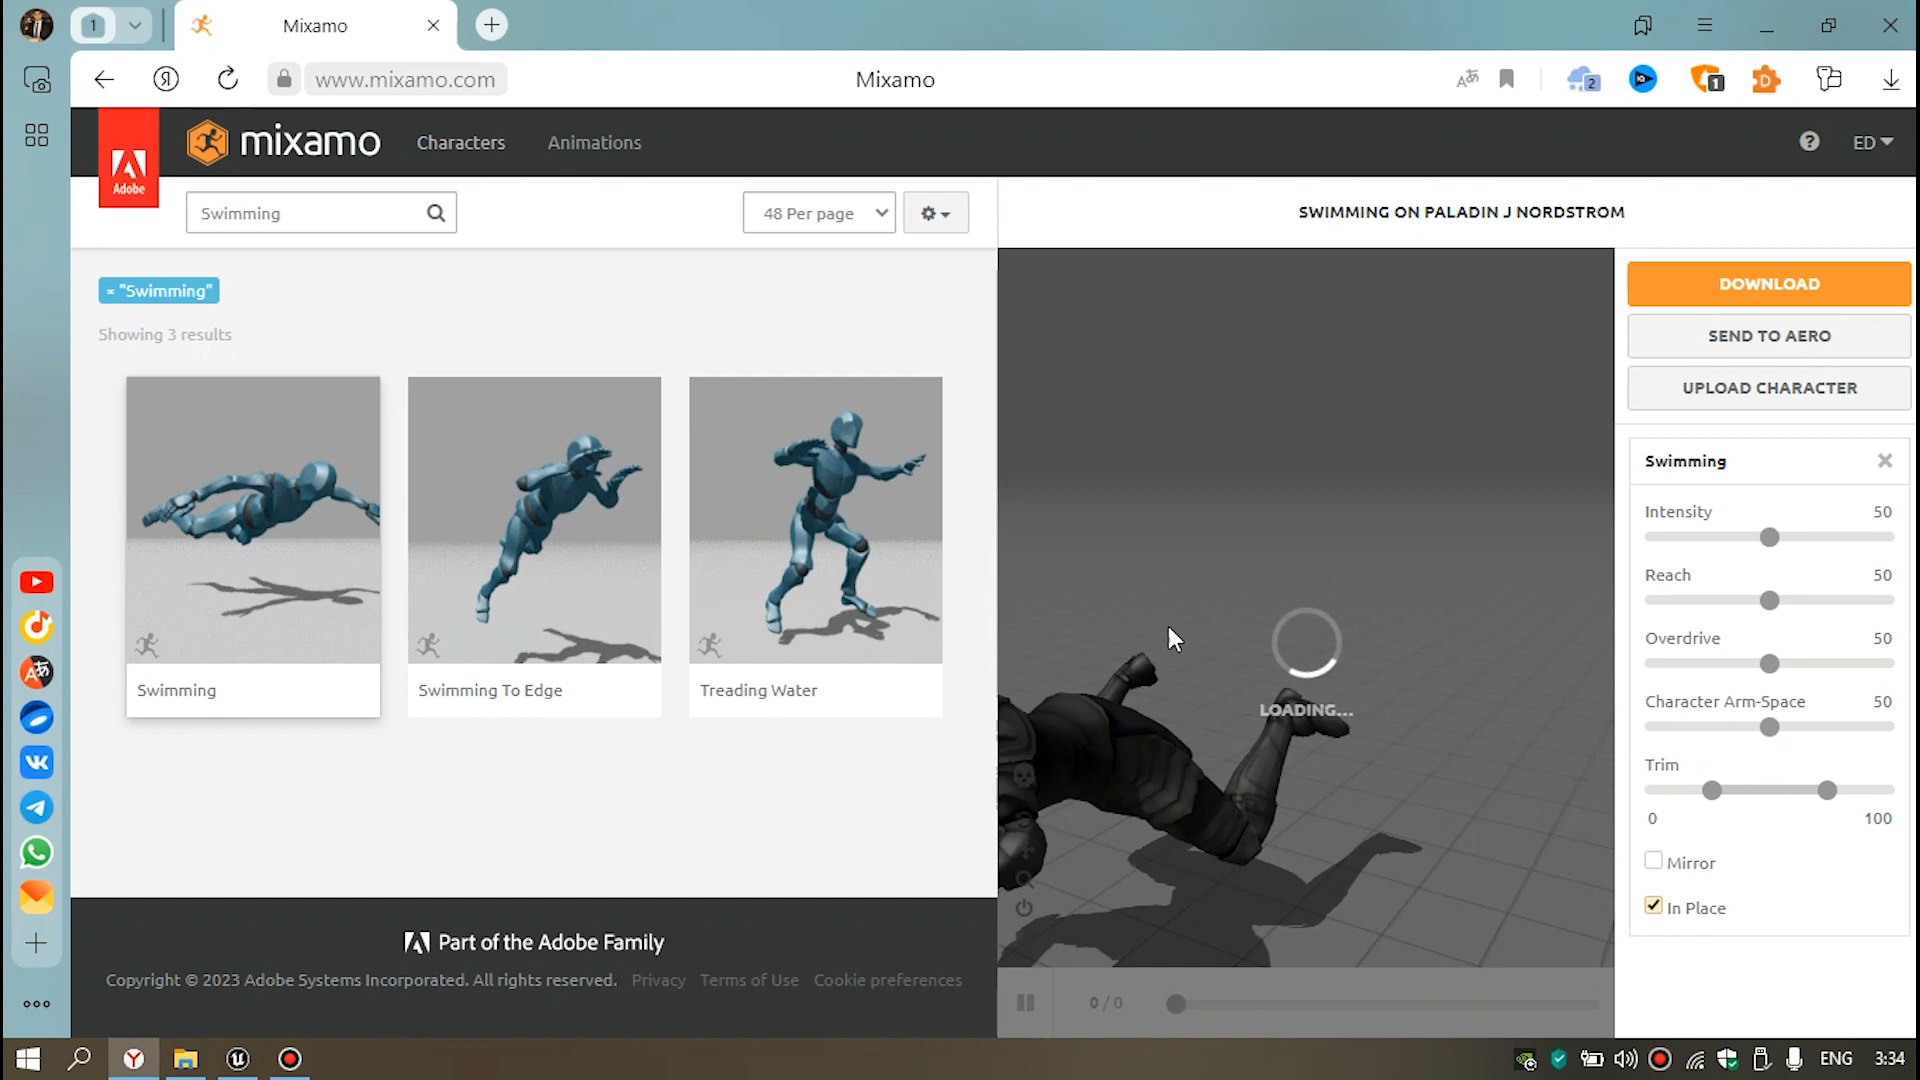 1
Mixamo
www.mixamo.com
Mixamo
2
1
D
Adobe
mixamo
Characters
Animations
ED
Swimming
48 Per page
SWIMMING ON PALADIN J NORDSTROM
× "Swimming"
Showing 3 results
DOWNLOAD
SEND TO AERO
UPLOAD CHARACTER
Swimming
Intensity 50
Reach 50
Overdrive 50
Character Arm-Space 50
Trim
0 100
Mirror
In Place
Swimming
Swimming To Edge
Treading Water
LOADING...
0 / 0
Part of the Adobe Family
Copyright © 2023 Adobe Systems Incorporated. All rights reserved. Privacy Terms of Use Cookie preferences
ENG
3:34